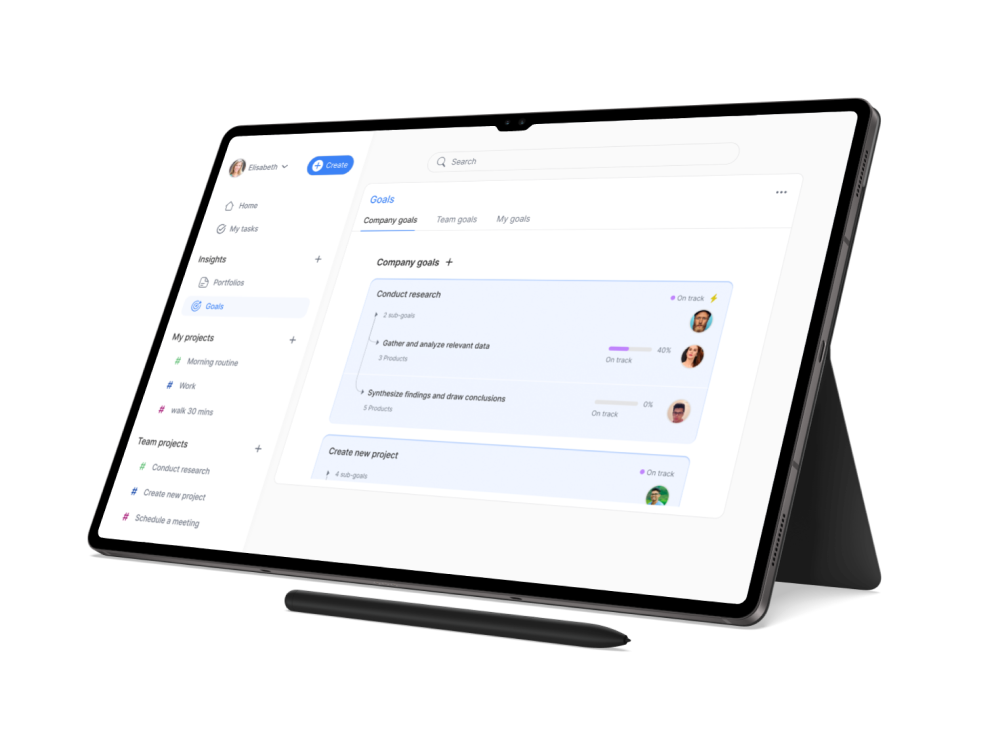 Elisabeth
Create
Home
My tasks
Insights +
Portfolios
Goals
My projects +
# Morning routine
# Work
# walk 30 mins
Team projects +
# Conduct research
# Create new project
# Schedule a meeting
Search
Goals
Company goals Team goals My goals
Company goals +
Conduct research On track
2 sub-goals
Gather and analyze relevant data 40%
3 Products On track
Synthesize findings and draw conclusions 0%
5 Products On track
Create new project On track
4 sub-goals